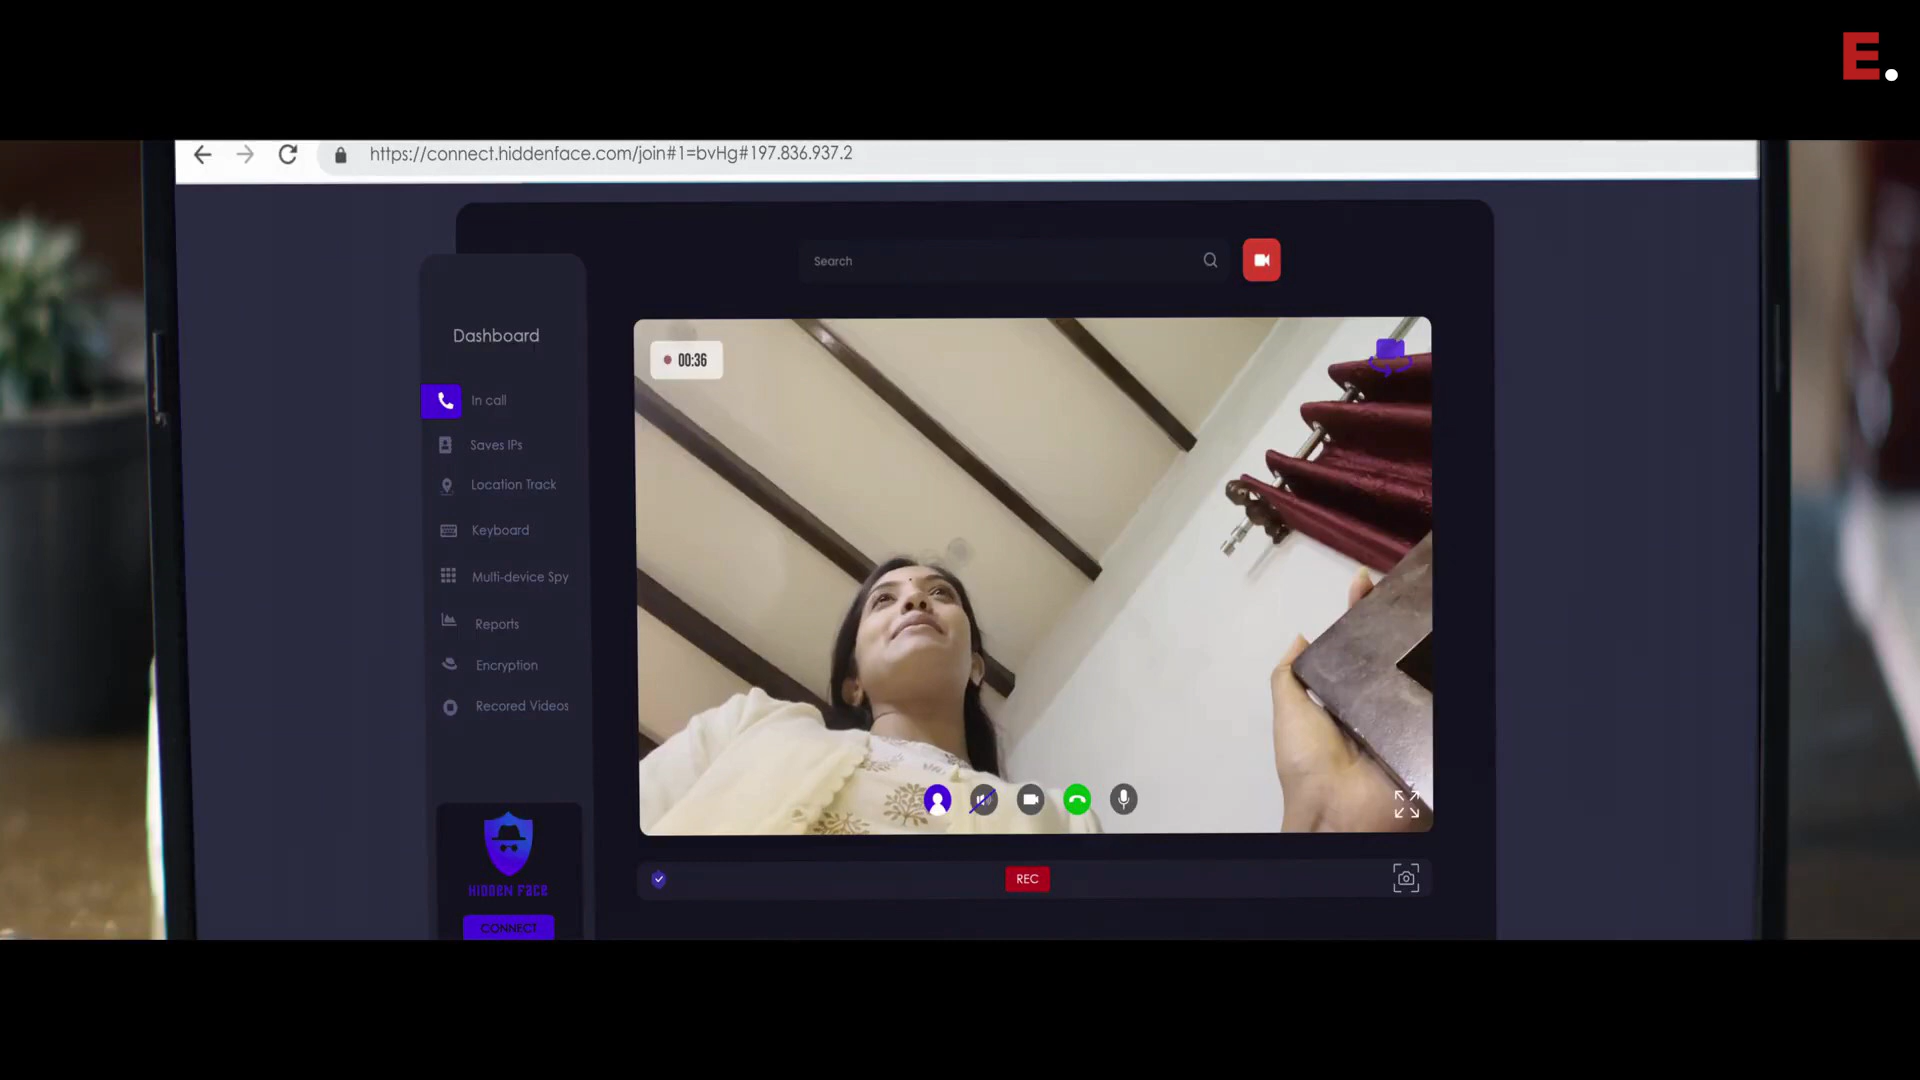 E.
https://connect.hiddenface.com/join#1=bvHg#197.836.937.2
Search
Dashboard
00:36
In call
Saves IPs
Location Track
Keyboard
Multi-device Spy
Reports
Encryption
Recored Videos
HIDDEN FACE
CONNECT
REC